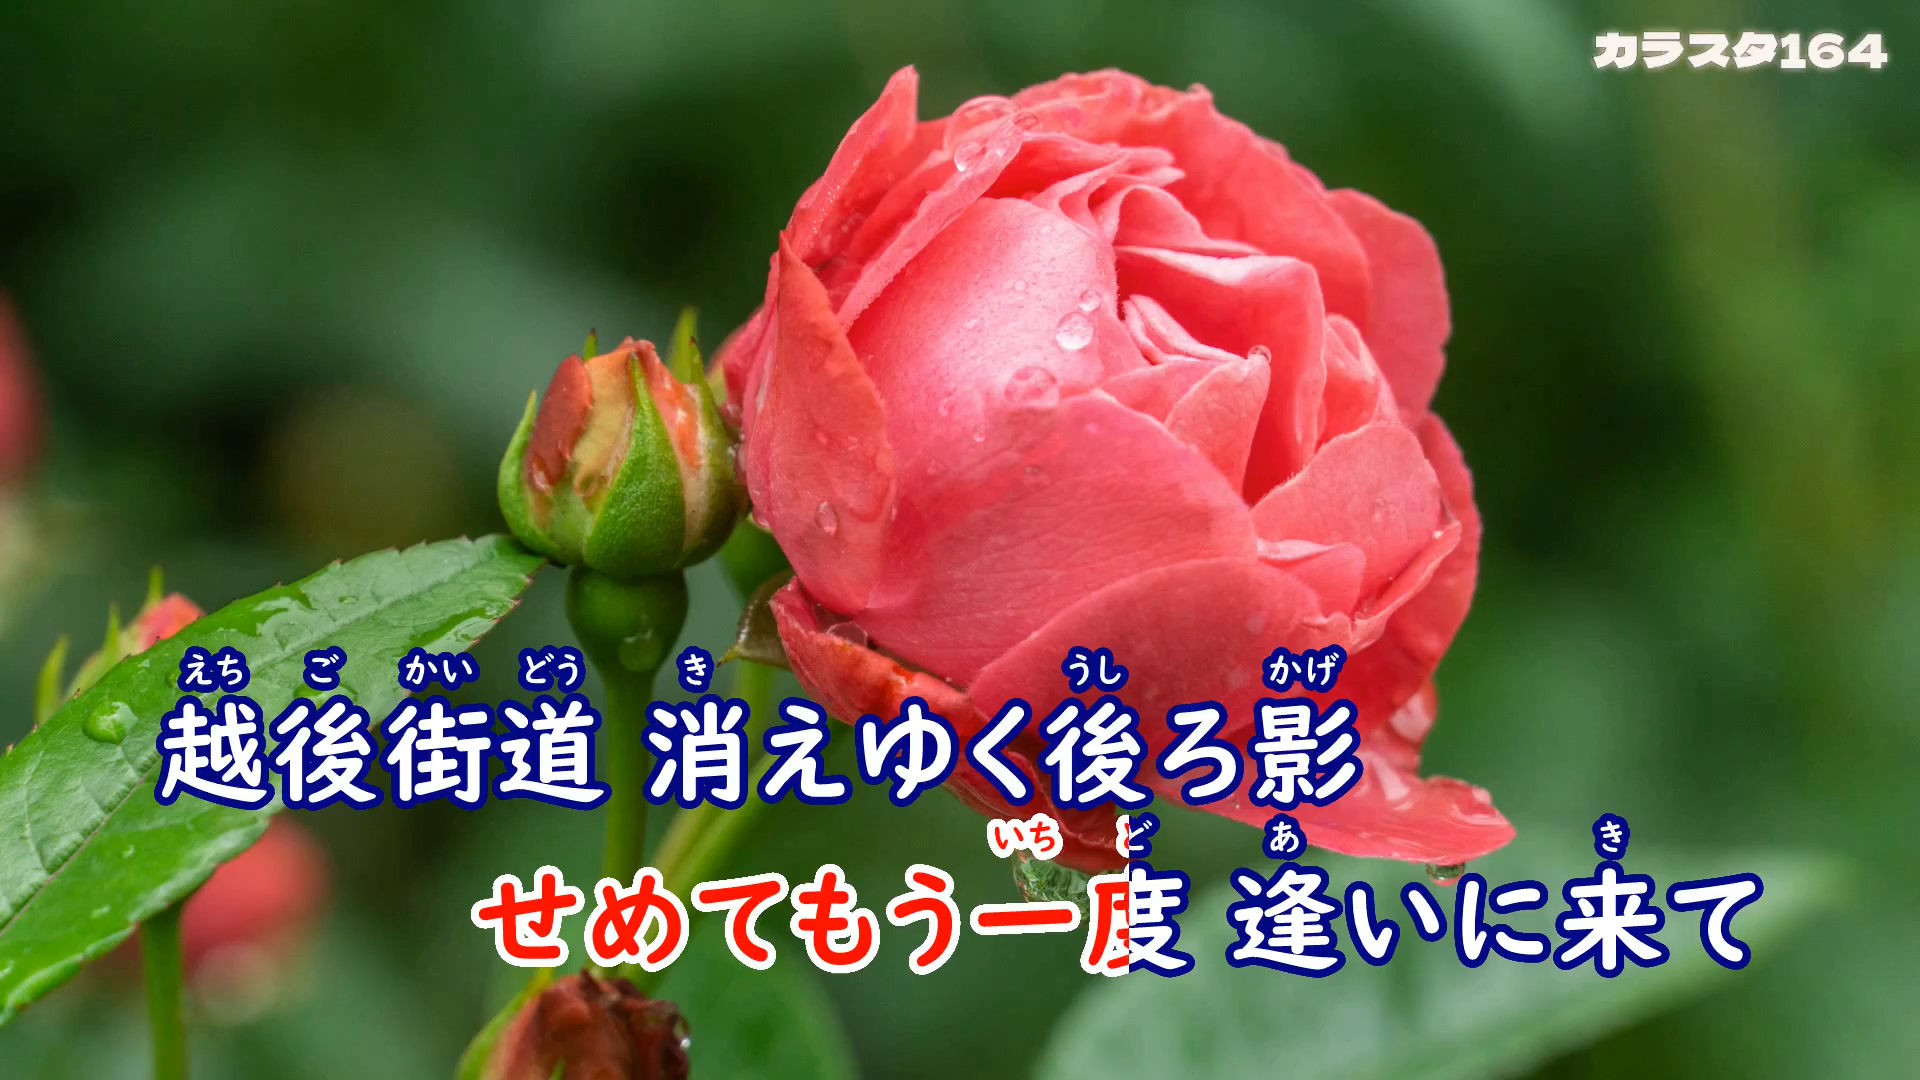 カラスタ164
えち ご かい どう き うし かげ
越後街道 消えゆく後ろ影
いち ど あ き
せめてもう一度 逢いに来て